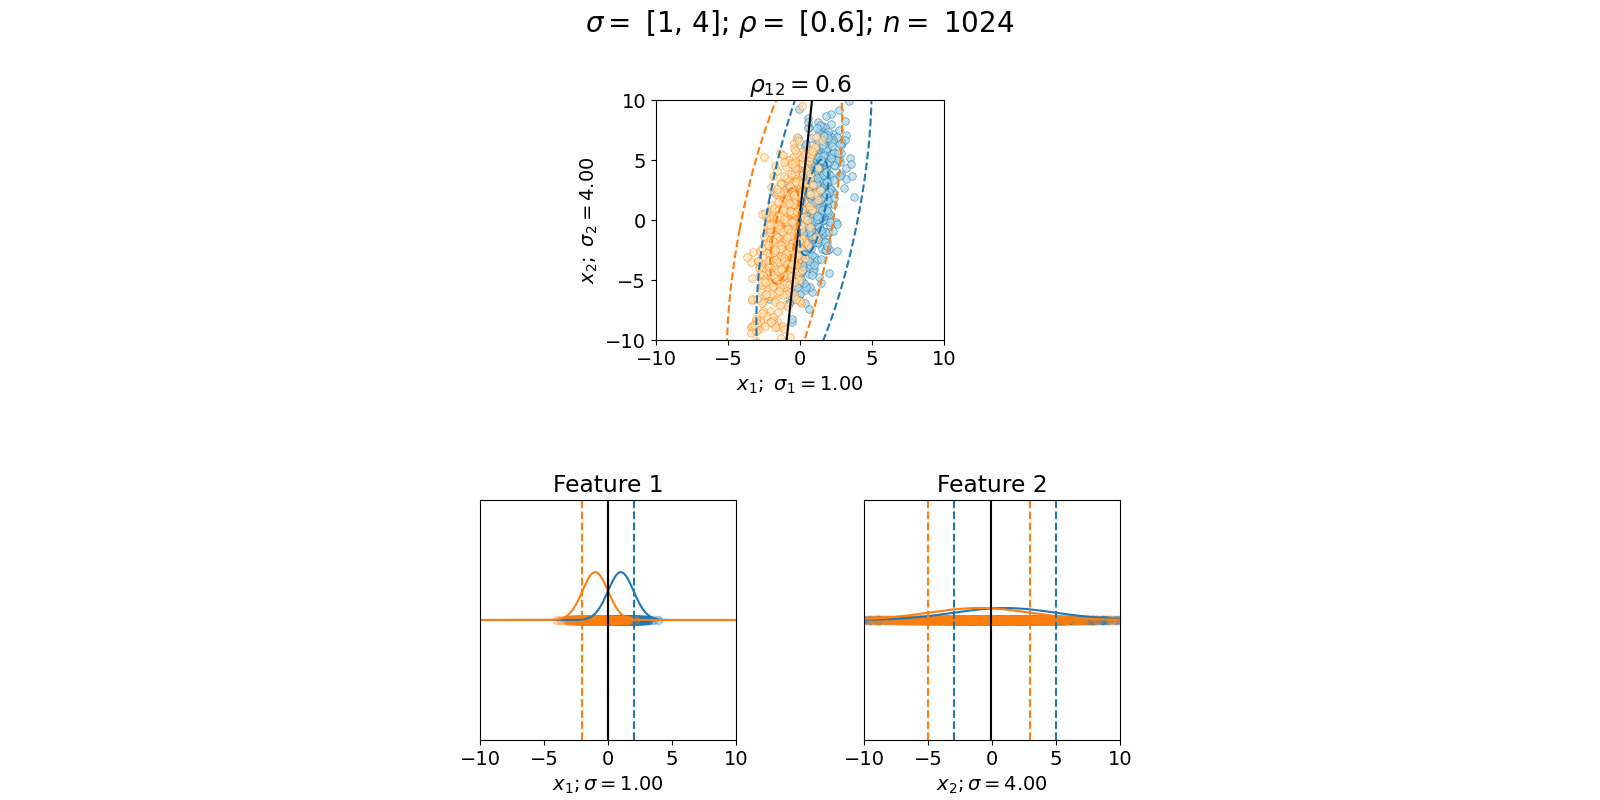 σ = [1, 4]; ρ = [0.6]; n = 1024
ρ₁₂ = 0.6
10
5
0
−5
−10
x₂; σ₂ = 4.00
−10 −5 0 5 10
x₁; σ₁ = 1.00
Feature 1
−10 −5 0 5 10
x₁; σ = 1.00
Feature 2
−10 −5 0 5 10
x₂; σ = 4.00